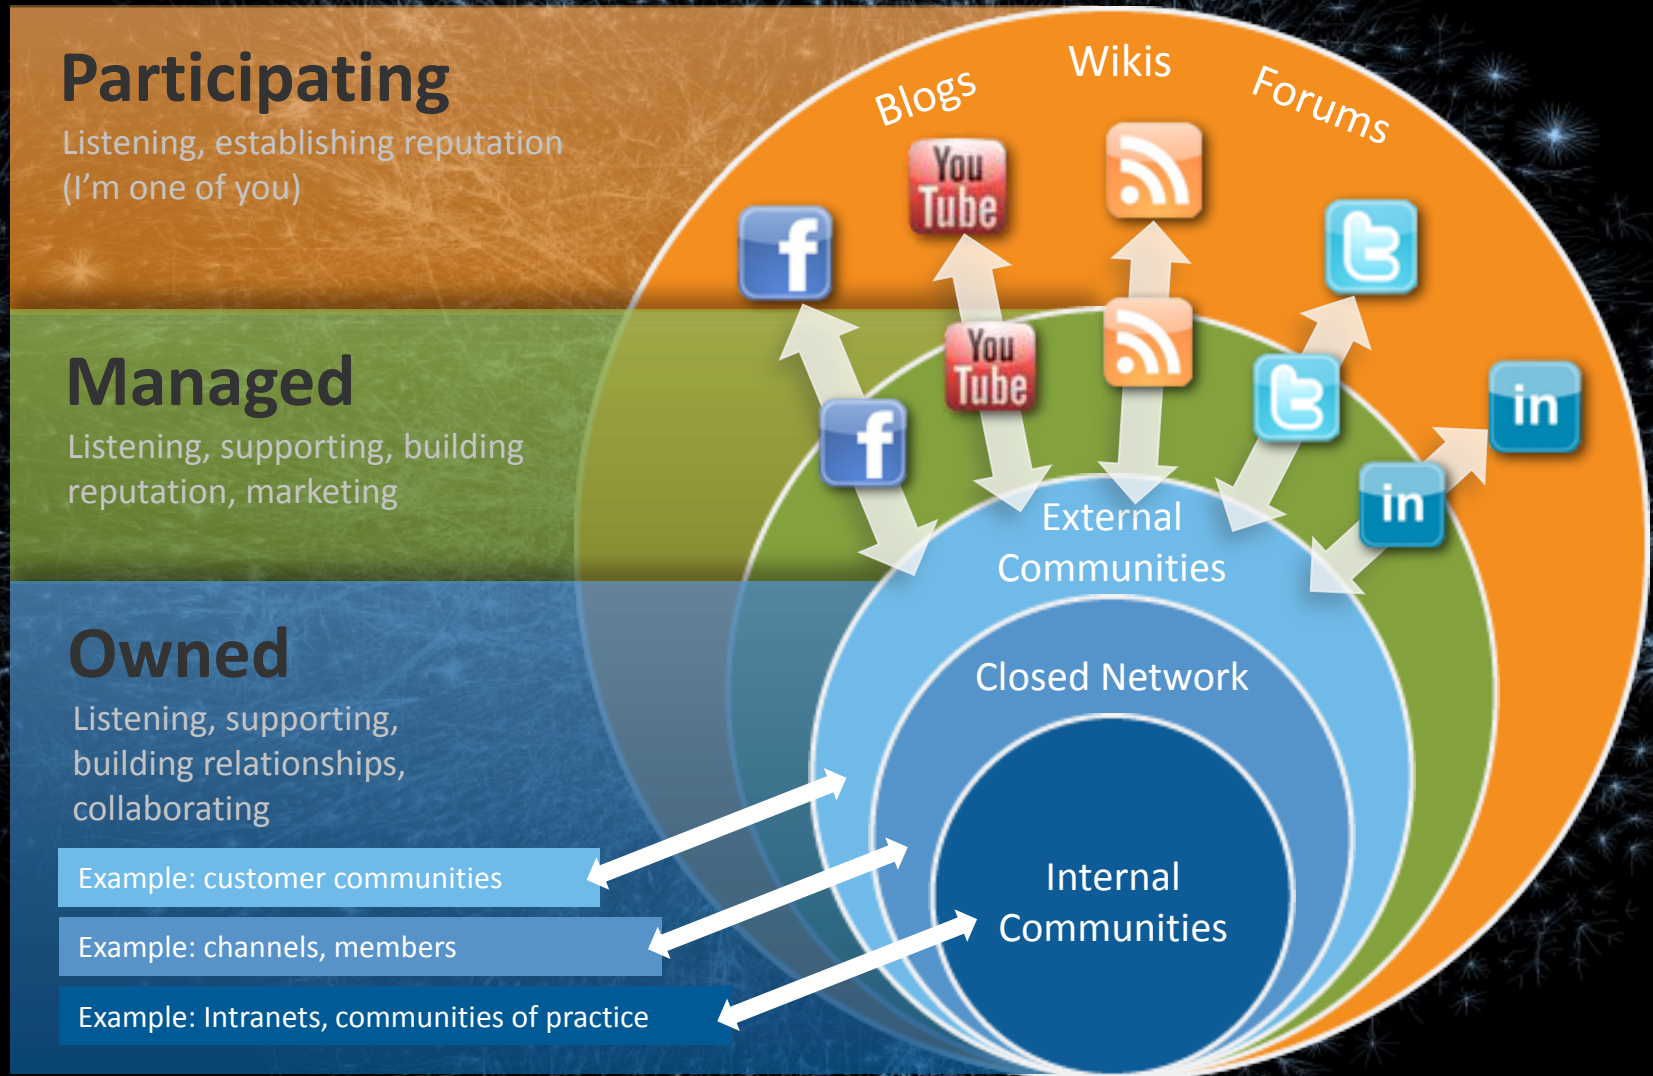 Participating
Listening, establishing reputation
(I'm one of you)
Managed
Listening, supporting, building
reputation, marketing
Owned
Listening, supporting,
building relationships,
collaborating
Example: customer communities
Example: channels, members
Example: Intranets, communities of practice
Blogs
Wikis
Forums
f
You
Tube
t
in
f
You
Tube
t
in
External
Communities
Closed Network
Internal
Communities